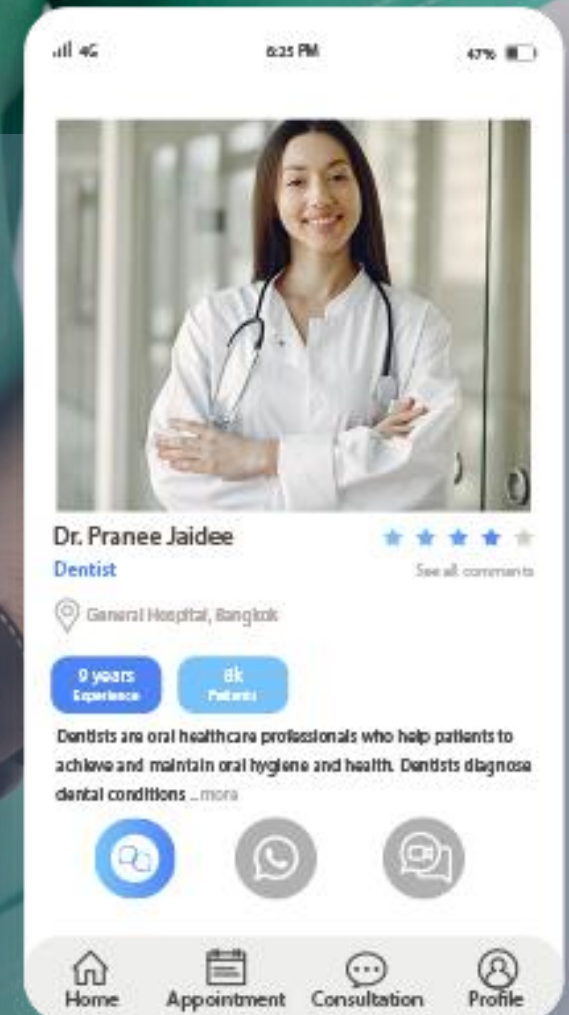 4G
6:25 PM
47%
Dr. Pranee Jaidee
Dentist
See all comments
General Hospital, Bangkok
9 years
Experience
8k
Patients
Dentists are oral healthcare professionals who help patients to
achieve and maintain oral hygiene and health. Dentists diagnose
dental conditions ...more
Home
Appointment
Consultation
Profile